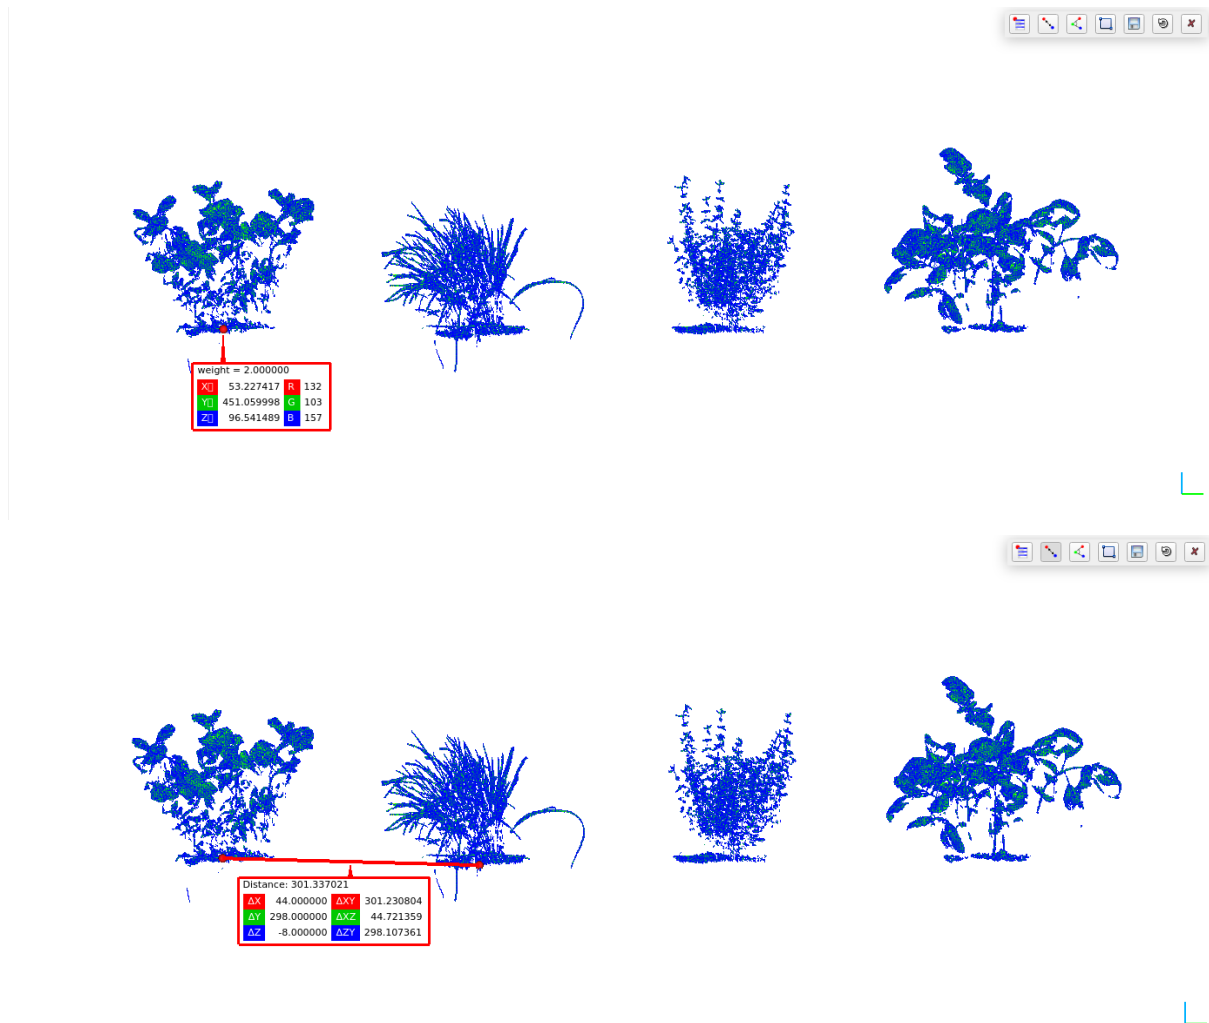 weight = 2.000000
X 53.227417 R 132
Y 451.059998 G 103
Z 96.541489 B 157
Distance: 301.337021
ΔX 44.000000 ΔXY 301.230804
ΔY 298.000000 ΔXZ 44.721359
ΔZ -8.000000 ΔZY 298.107361